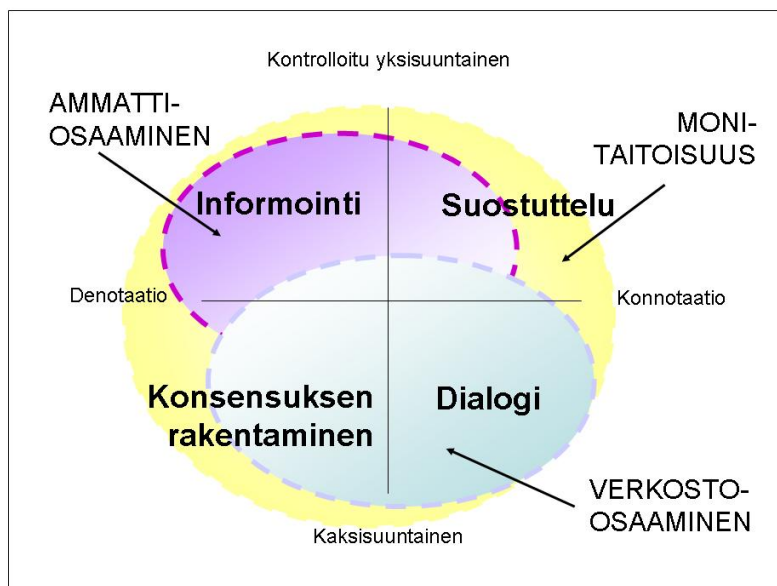 Kontrolloitu yksisuuntainen
AMMATTI-
OSAAMINEN
MONI-
TAITOISUUS
Informointi
Suostuttelu
Denotaatio
Konnotaatio
Konsensuksen
rakentaminen
Dialogi
VERKOSTO-
OSAAMINEN
Kaksisuuntainen